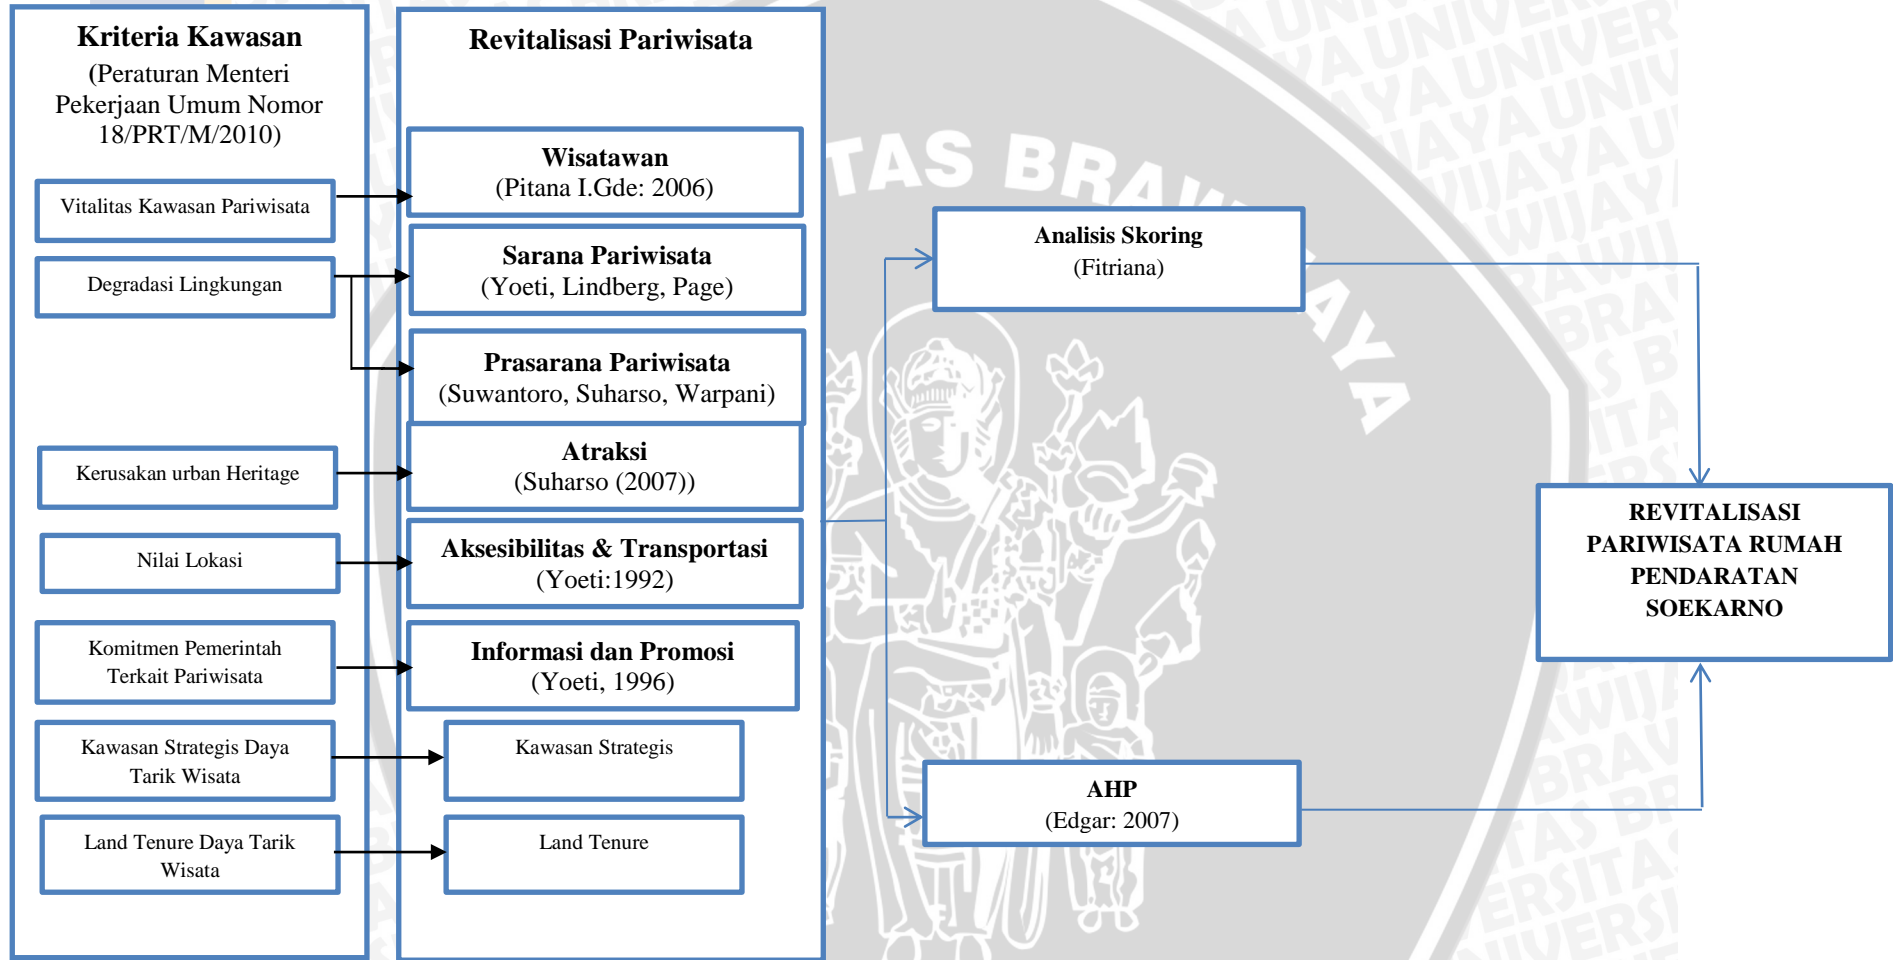 Kriteria Kawasan
(Peraturan Menteri
Pekerjaan Umum Nomor
18/PRT/M/2010)
Vitalitas Kawasan Pariwisata
Degradasi Lingkungan
Kerusakan urban Heritage
Nilai Lokasi
Komitmen Pemerintah
Terkait Pariwisata
Kawasan Strategis Daya
Tarik Wisata
Land Tenure Daya Tarik
Wisata
Revitalisasi Pariwisata
Wisatawan
(Pitana I.Gde: 2006)
Sarana Pariwisata
(Yoeti, Lindberg, Page)
Prasarana Pariwisata
(Suwantoro, Suharso, Warpani)
Atraksi
(Suharso (2007))
Aksesibilitas & Transportasi
(Yoeti:1992)
Informasi dan Promosi
(Yoeti, 1996)
Kawasan Strategis
Land Tenure
Analisis Skoring
(Fitriana)
AHP
(Edgar: 2007)
REVITALISASI
PARIWISATA RUMAH
PENDARATAN
SOEKARNO